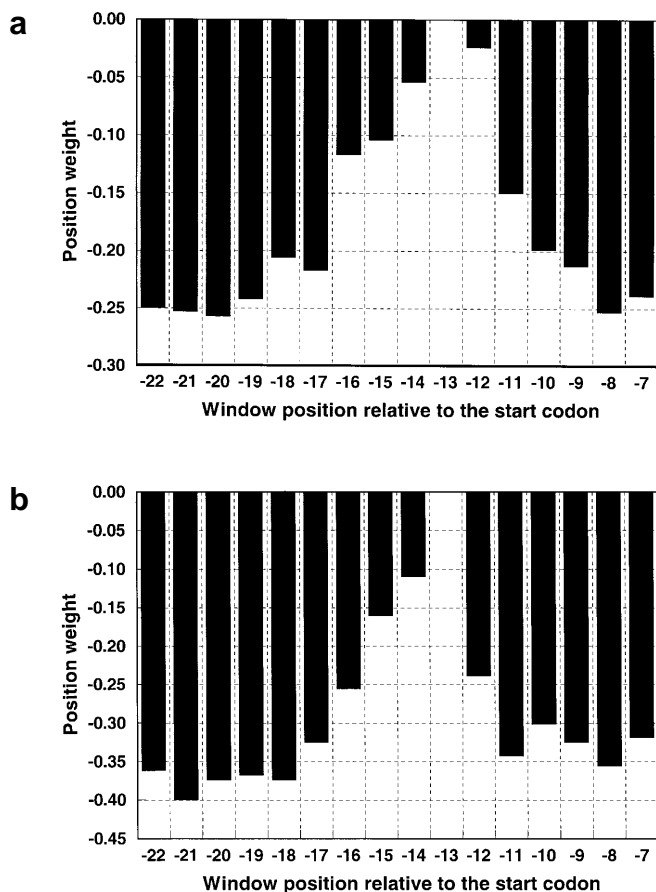 a
0.00
-0.05
-0.10
-0.15
-0.20
-0.25
-0.30
Position weight
-22 -21 -20 -19 -18 -17 -16 -15 -14 -13 -12 -11 -10 -9 -8 -7
Window position relative to the start codon
b
0.00
-0.05
-0.10
-0.15
-0.20
-0.25
-0.30
-0.35
-0.40
-0.45
Position weight
-22 -21 -20 -19 -18 -17 -16 -15 -14 -13 -12 -11 -10 -9 -8 -7
Window position relative to the start codon